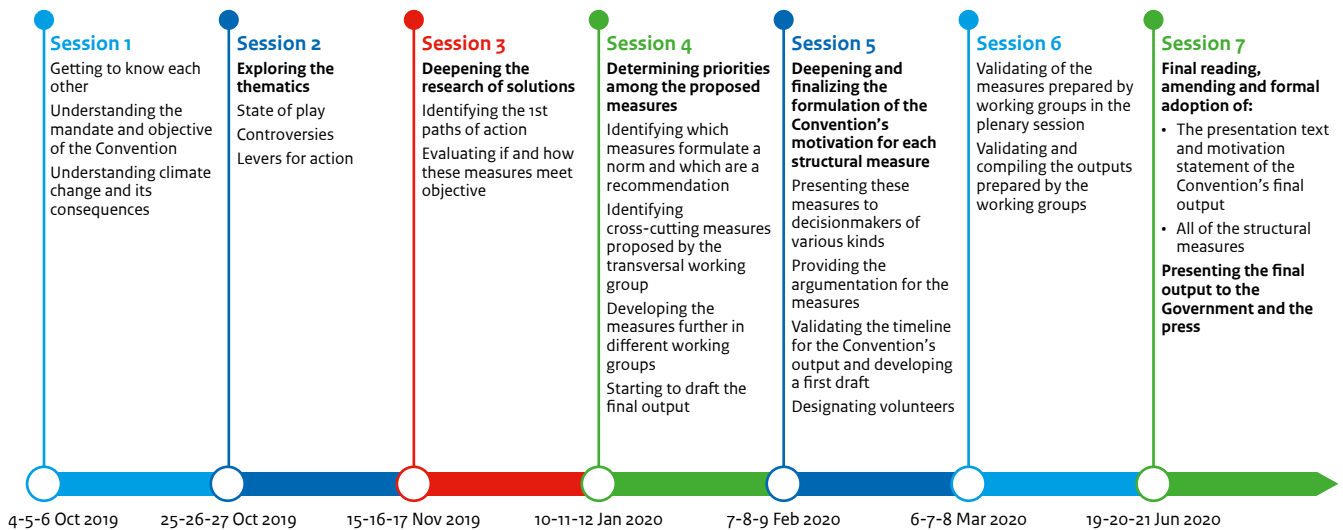 Session 1
Getting to know each
other
Understanding the
mandate and objective
of the Convention
Understanding climate
change and its
consequences
Session 2
Exploring the
thematics
State of play
Controversies
Levers for action
Session 3
Deepening the
research of solutions
Identifying the 1st
paths of action
Evaluating if and how
these measures meet
objective
Session 4
Determining priorities
among the proposed
measures
Identifying which
measures formulate a
norm and which are a
recommendation
Identifying
cross-cutting measures
proposed by the
transversal working
group
Developing the
measures further in
different working
groups
Starting to draft the
final output
Session 5
Deepening and
finalizing the
formulation of the
Convention's
motivation for each
structural measure
Presenting these
measures to
decisionmakers of
various kinds
Providing the
argumentation for the
measures
Validating the timeline
for the Convention's
output and developing
a first draft
Designating volunteers
Session 6
Validating of the
measures prepared by
working groups in the
plenary session
Validating and
compiling the outputs
prepared by the
working groups
Session 7
Final reading,
amending and formal
adoption of:
• The presentation text
and motivation
statement of the
Convention's final
output
• All of the structural
measures
Presenting the final
output to the
Government and the
press
4-5-6 Oct 2019
25-26-27 Oct 2019
15-16-17 Nov 2019
10-11-12 Jan 2020
7-8-9 Feb 2020
6-7-8 Mar 2020
19-20-21 Jun 2020